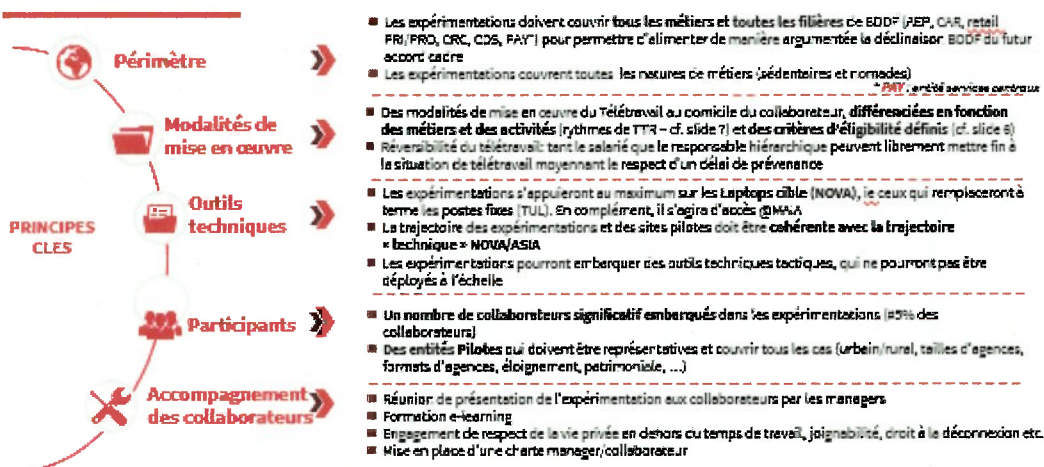 Périmètre
Les expérimentations doivent couvrir tous les métiers et toutes les filières de BDDF (AEP, CAR, retail
PRI/PRO, CRC, CDS, PAY*) pour permettre d'alimenter de manière argumentée la déclinaison BDDF du futur
accord cadre
Les expérimentations couvrent toutes les natures de métiers (sédentaires et nomades)
* PAY : entité services centraux
Modalités de
mise en œuvre
Des modalités de mise en œuvre du Télétravail au domicile du collaborateur, différenciées en fonction
des métiers et des activités (rythmes de TTR – cf. slide 7) et des critères d'éligibilité définis (cf. slide 6)
Réversibilité du télétravail: tant le salarié que le responsable hiérarchique peuvent librement mettre fin à
la situation de télétravail moyennant le respect d'un délai de prévenance
PRINCIPES
CLES
Outils
techniques
Les expérimentations s'appuieront au maximum sur les Laptops cible (NOVA), ie ceux qui remplaceront à
terme les postes fixes (TUL). En complément, il s'agira d'accès @MAIA
La trajectoire des expérimentations et des sites pilotes doit être cohérente avec la trajectoire
« technique » NOVA/ASIA
Les expérimentations pourront embarquer des outils techniques tactiques, qui ne pourront pas être
déployés à l'échelle
Participants
Un nombre de collaborateurs significatif embarqués dans les expérimentations (#5% des
collaborateurs)
Des entités Pilotes qui doivent être représentatives et couvrir tous les cas (urbain/rural, tailles d'agences,
formats d'agences, éloignement, patrimoniale, ...)
Accompagnement
des collaborateurs
Réunion de présentation de l'expérimentation aux collaborateurs par les managers
Formation e-learning
Engagement de respect de la vie privée en dehors du temps de travail, joignabilité, droit à la déconnexion etc.
Mise en place d'une charte manager/collaborateur